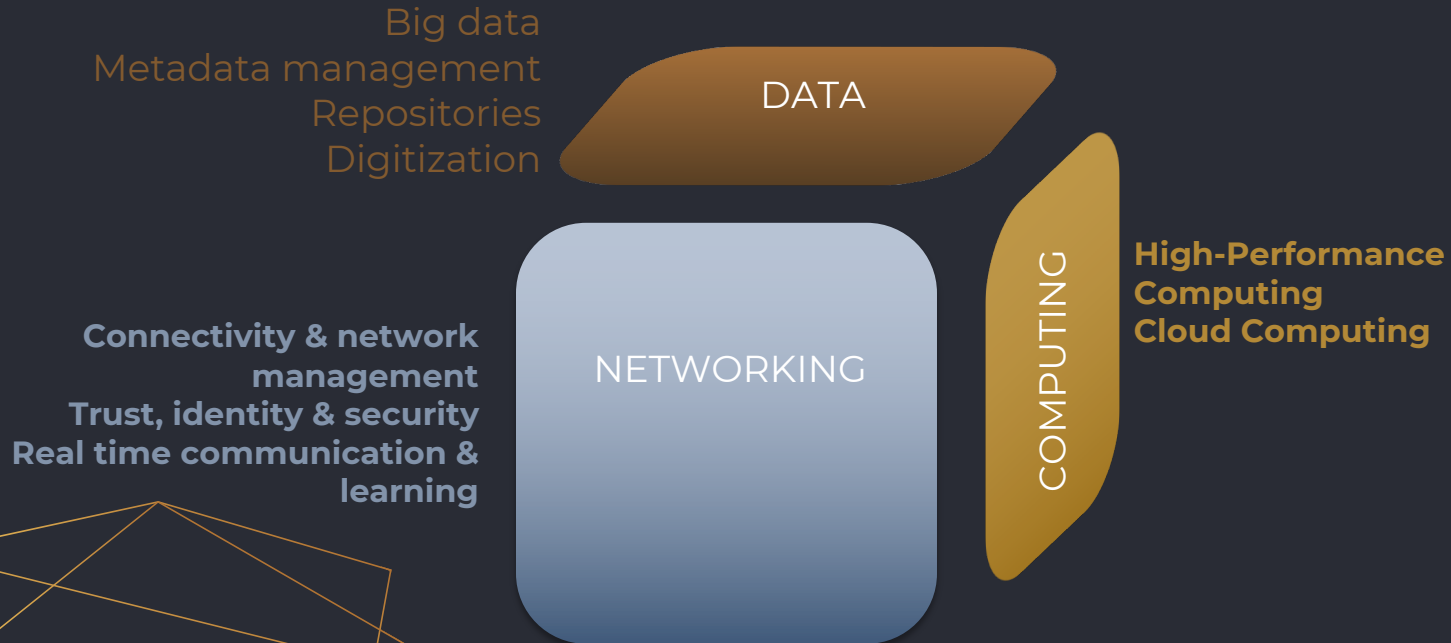 Big data
Metadata management
Repositories
Digitization
DATA
Connectivity & network
management
Trust, identity & security
Real time communication &
learning
NETWORKING
COMPUTING
High-Performance
Computing
Cloud Computing